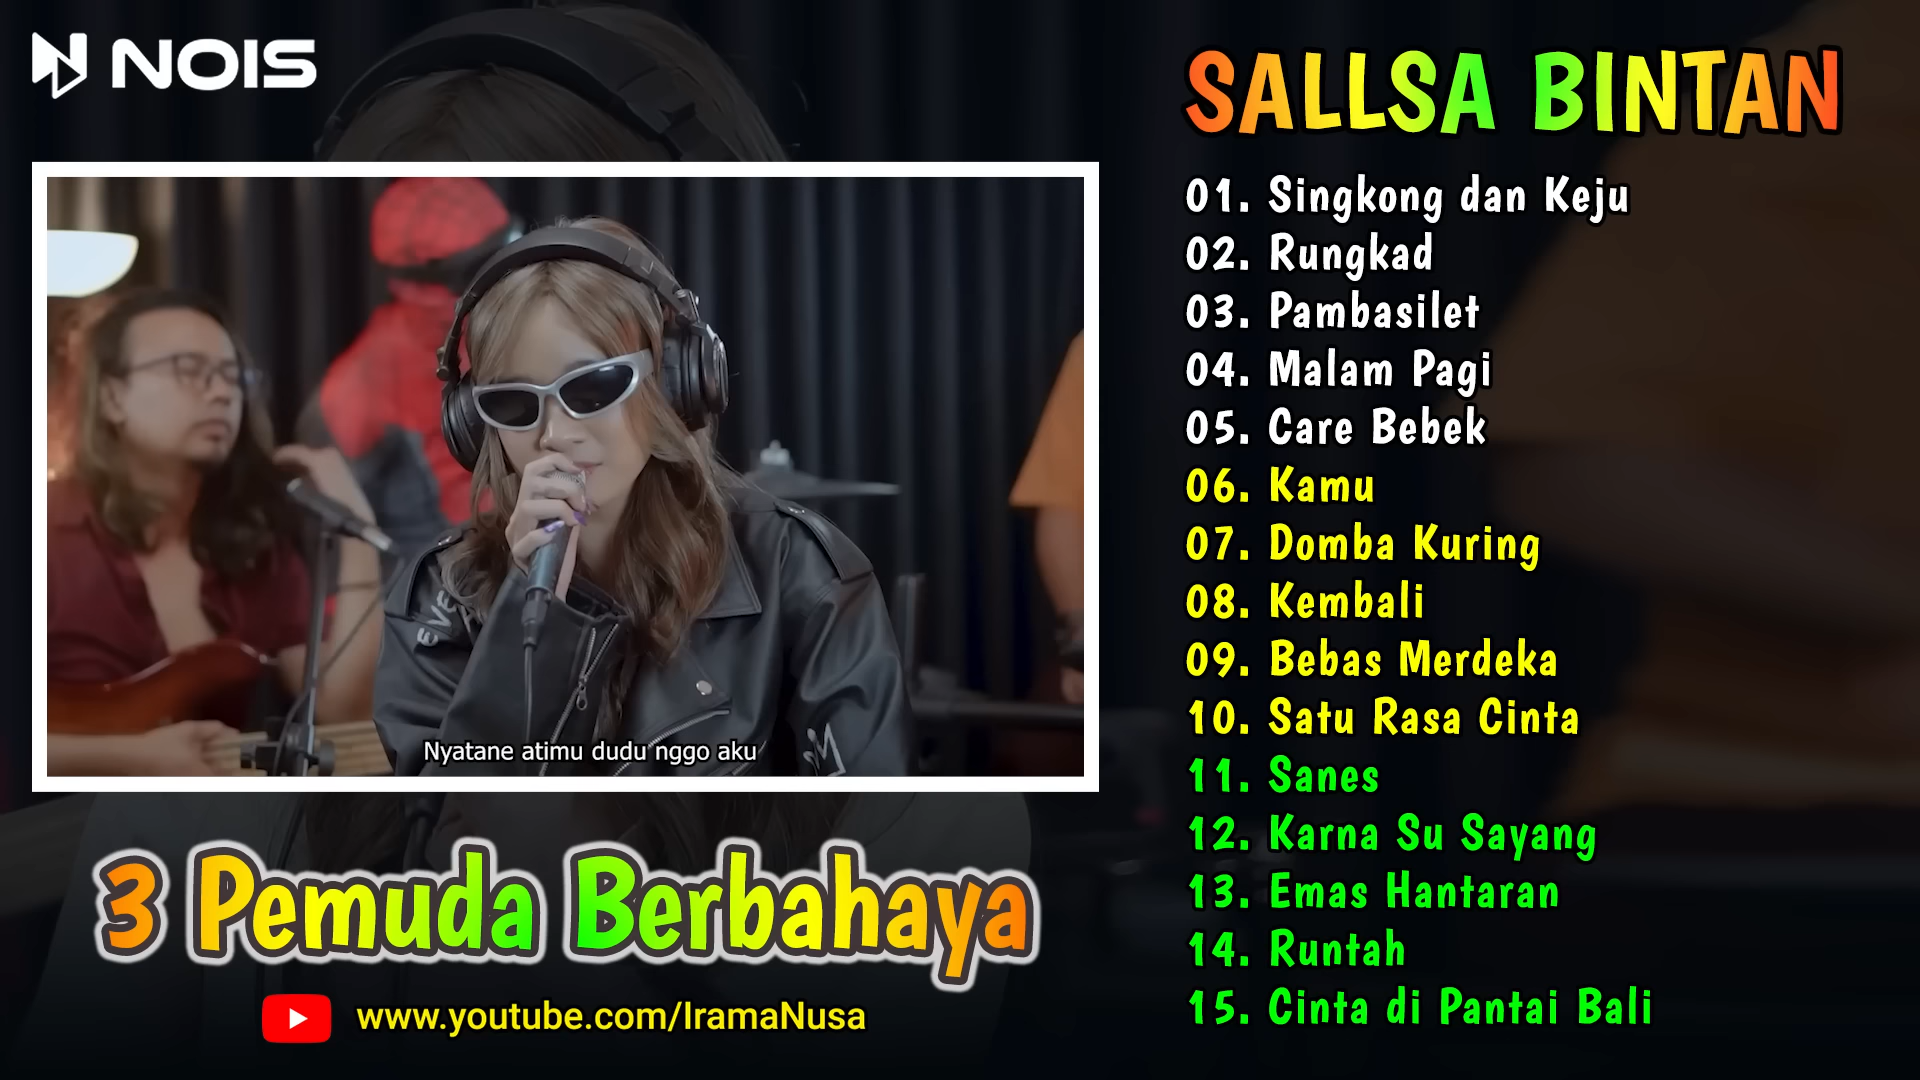 NOIS
SALLSA BINTAN
01. Singkong dan Keju
02. Rungkad
03. Pambasilet
04. Malam Pagi
05. Care Bebek
06. Kamu
07. Domba Kuring
08. Kembali
09. Bebas Merdeka
10. Satu Rasa Cinta
11. Sanes
12. Karna Su Sayang
13. Emas Hantaran
14. Runtah
15. Cinta di Pantai Bali
Nyatane atimu dudu nggo aku
3 Pemuda Berbahaya
www.youtube.com/IramaNusa